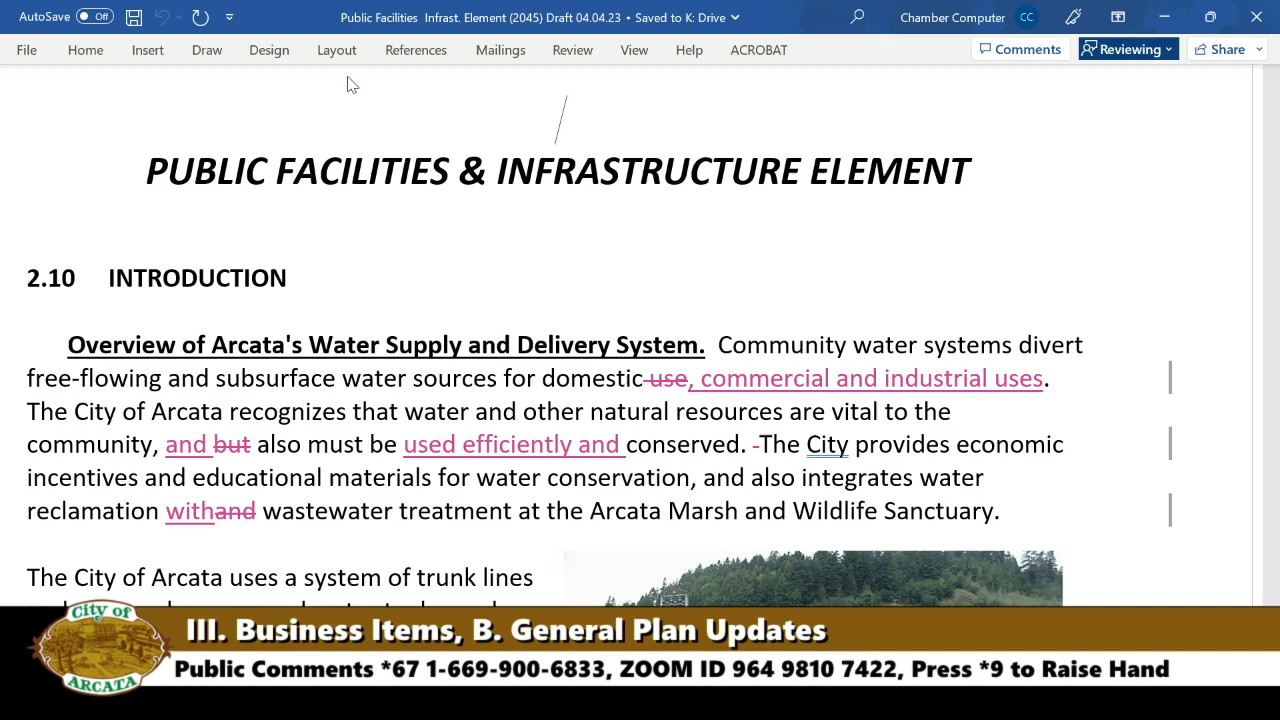 AutoSave Off Public Facilities Infrast. Element (2045) Draft 04.04.23 • Saved to K: Drive Chamber Computer CC
File Home Insert Draw Design Layout References Mailings Review View Help ACROBAT Comments Reviewing Share
PUBLIC FACILITIES & INFRASTRUCTURE ELEMENT
2.10 INTRODUCTION
Overview of Arcata's Water Supply and Delivery System. Community water systems divert
free-flowing and subsurface water sources for domestic use, commercial and industrial uses.
The City of Arcata recognizes that water and other natural resources are vital to the
community, and but also must be used efficiently and conserved. -The City provides economic
incentives and educational materials for water conservation, and also integrates water
reclamation withand wastewater treatment at the Arcata Marsh and Wildlife Sanctuary.
The City of Arcata uses a system of trunk lines
City of
ARCATA
III. Business Items, B. General Plan Updates
Public Comments *67 1-669-900-6833, ZOOM ID 964 9810 7422, Press *9 to Raise Hand